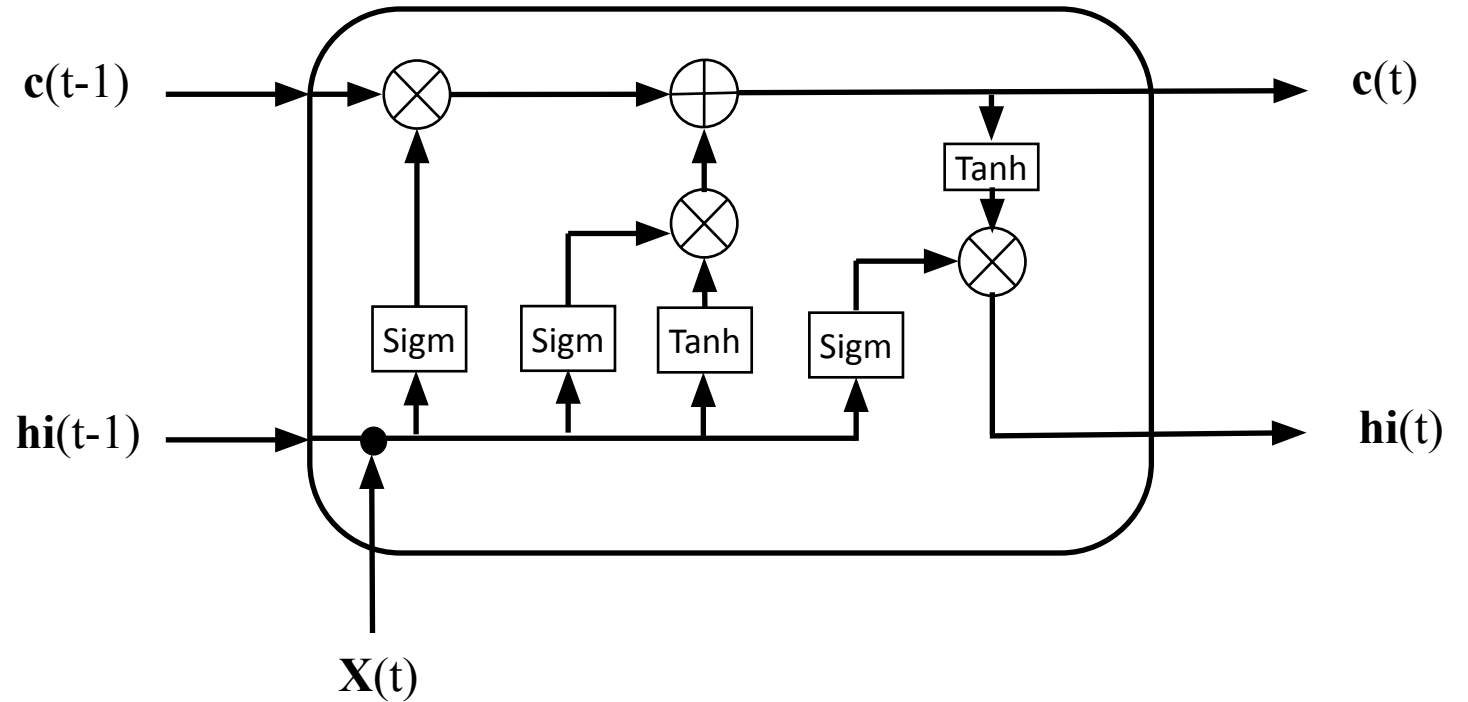 c(t-1)
c(t)
Tanh
Sigm
Sigm
Tanh
Sigm
hi(t-1)
hi(t)
X(t)